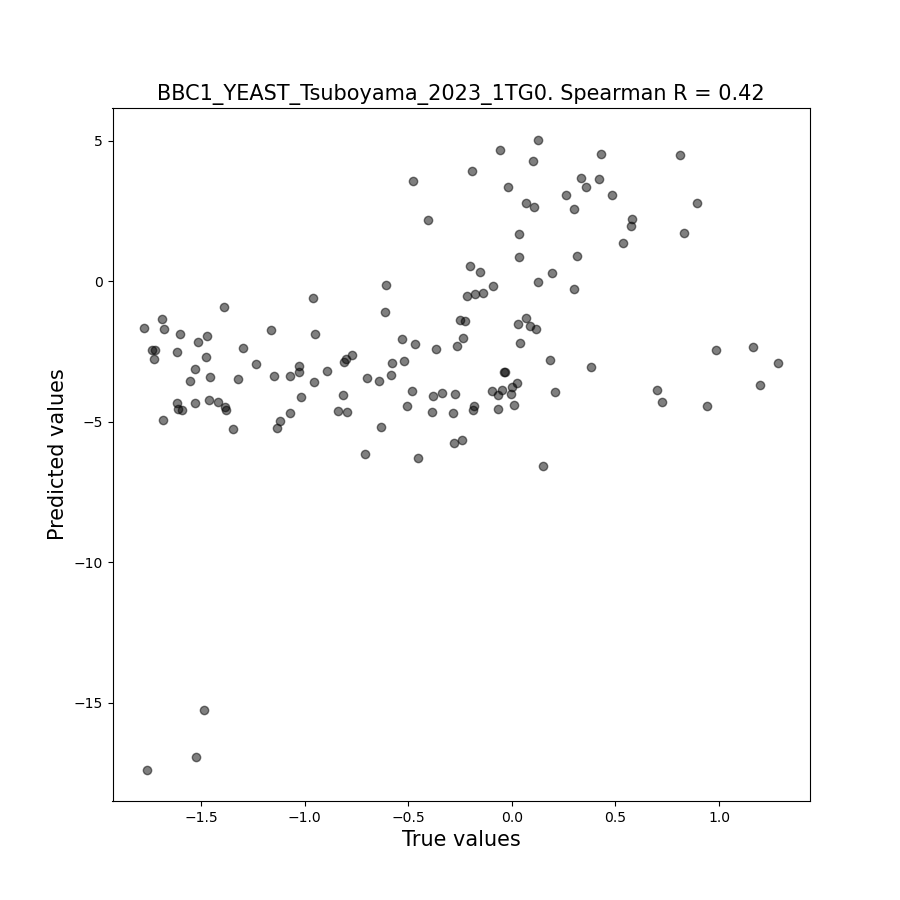 BBC1_YEAST_Tsuboyama_2023_1TG0. Spearman R = 0.42
5
0
−5
−10
−15
Predicted values
−1.5 −1.0 −0.5 0.0 0.5 1.0
True values